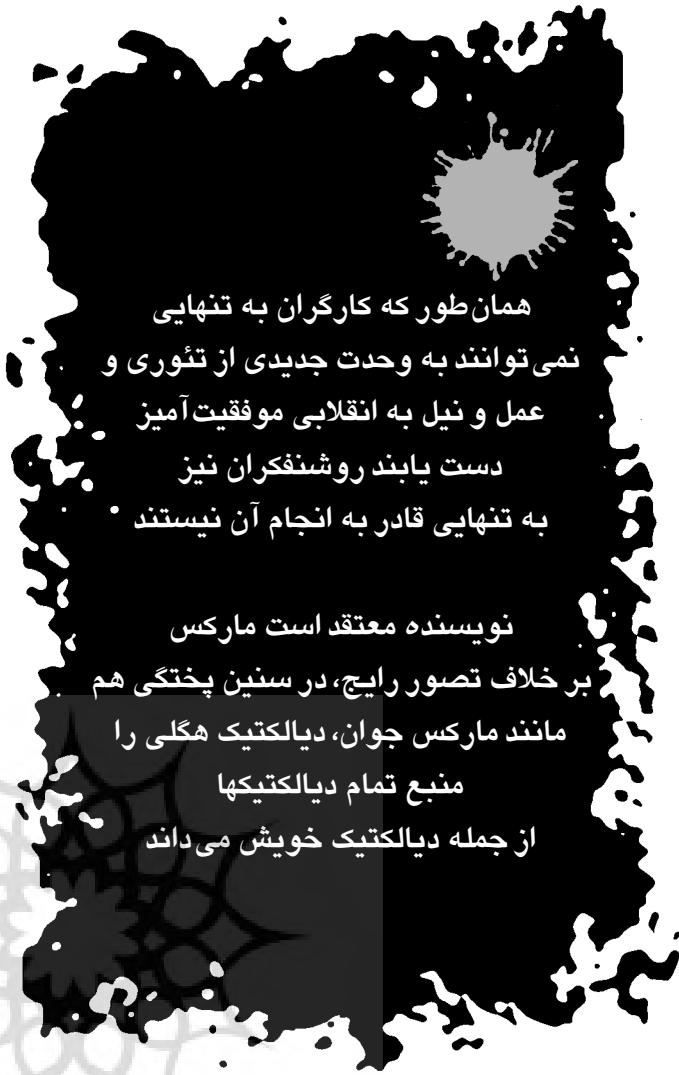 همان‌طور که کارگران به تنهایی
نمی‌توانند به وحدت جدیدی از تئوری و
عمل و نیل به انقلابی موفقیت‌آمیز
دست یابند روشنفکران نیز
به تنهایی قادر به انجام آن نیستند
نویسنده معتقد است مارکس
بر خلاف تصور رایج، در سنین پختگی هم
مانند مارکس جوان، دیالکتیک هگلی را
منبع تمام دیالکتیکها
از جمله دیالکتیک خویش می‌داند